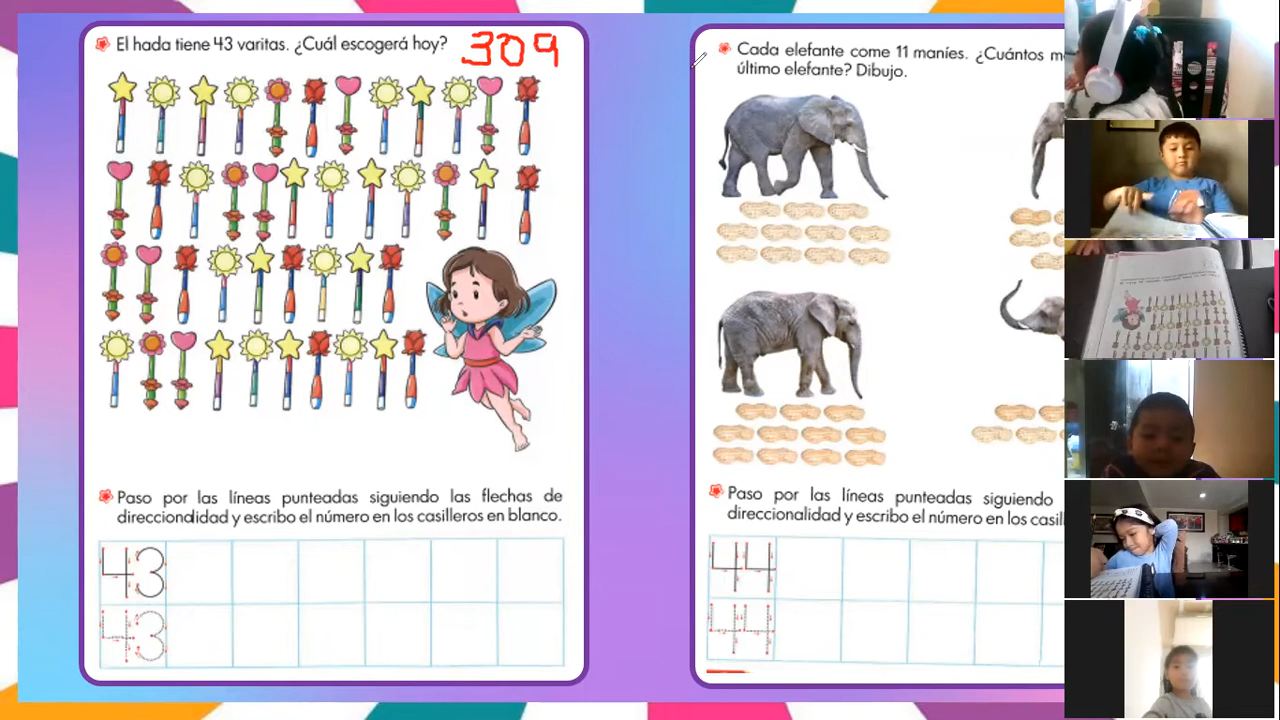 El hada tiene 43 varitas. ¿Cuál escogerá hoy?
309
Paso por las líneas punteadas siguiendo las flechas de
direccionalidad y escribo el número en los casilleros en blanco.
43
43
Cada elefante come 11 maníes. ¿Cuántos
último elefante? Dibujo.
Paso por las líneas punteadas siguiendo
direccionalidad y escribo el número en los
44
44